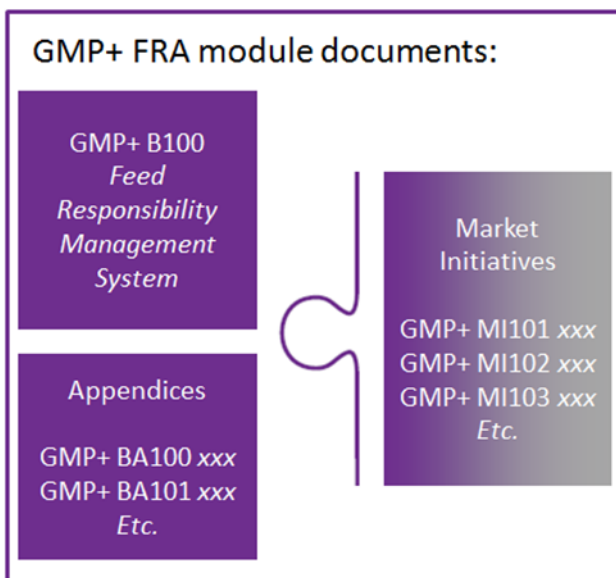 GMP+ FRA module documents:
GMP+ B100
Feed
Responsibility
Management
System
Appendices
GMP+ BA100 xxx
GMP+ BA101 xxx
Etc.
Market
Initiatives
GMP+ MI101 xxx
GMP+ MI102 xxx
GMP+ MI103 xxx
Etc.